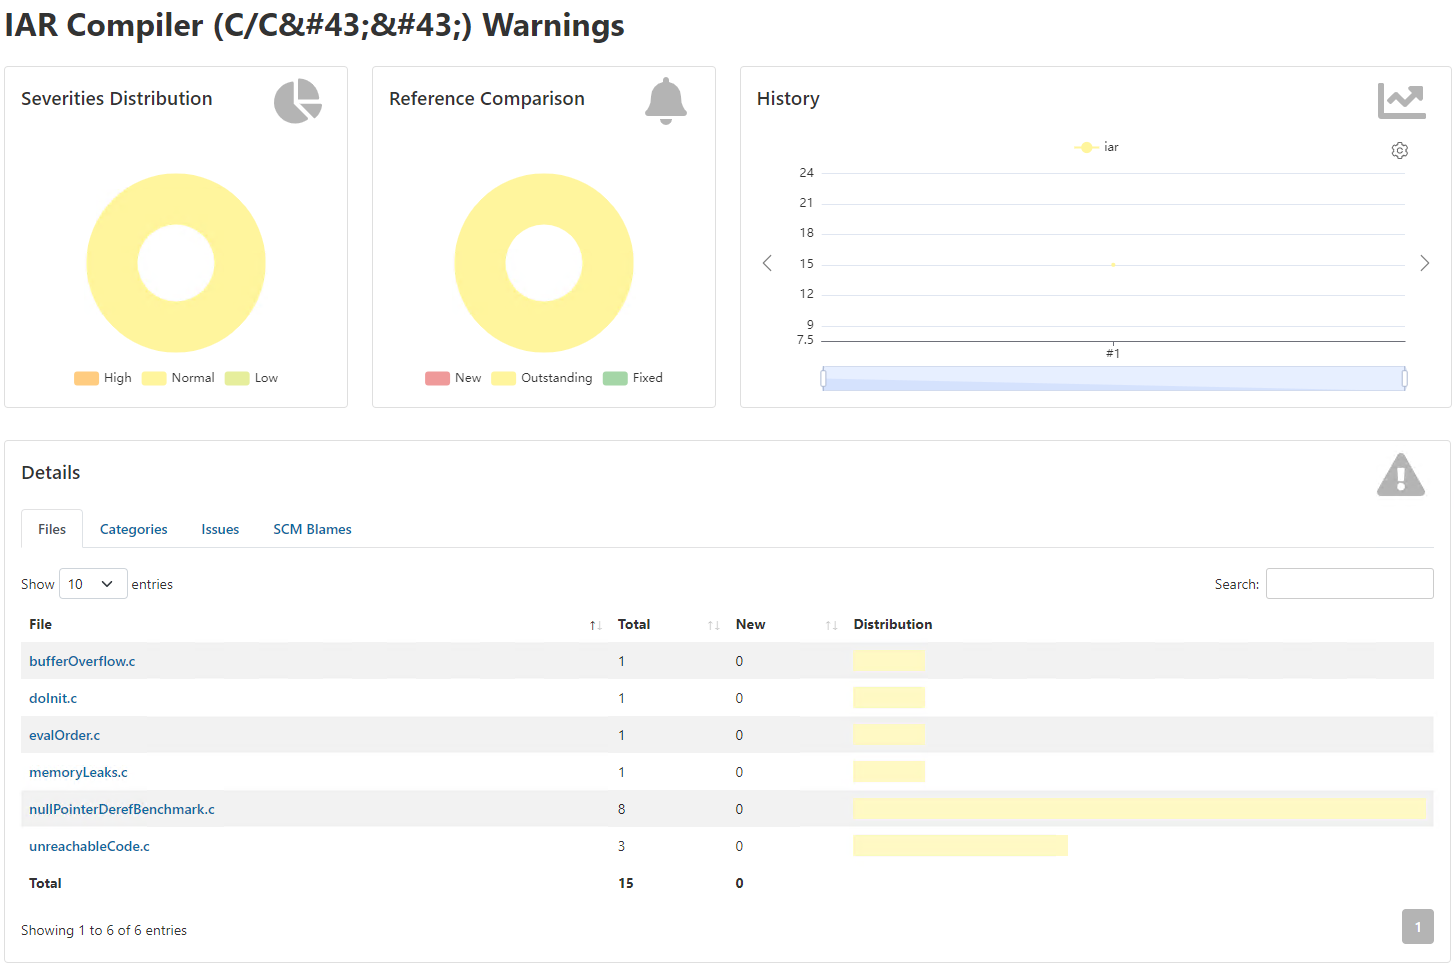 IAR Compiler (C/C&#43;&#43;) Warnings
Severities Distribution
High Normal Low
Reference Comparison
New Outstanding Fixed
History
iar
24
21
18
15
12
9
7.5
#1
Details
Files Categories Issues SCM Blames
Show 10 entries Search:
File Total New Distribution
bufferOverflow.c 1 0
doInit.c 1 0
evalOrder.c 1 0
memoryLeaks.c 1 0
nullPointerDerefBenchmark.c 8 0
unreachableCode.c 3 0
Total 15 0
Showing 1 to 6 of 6 entries 1